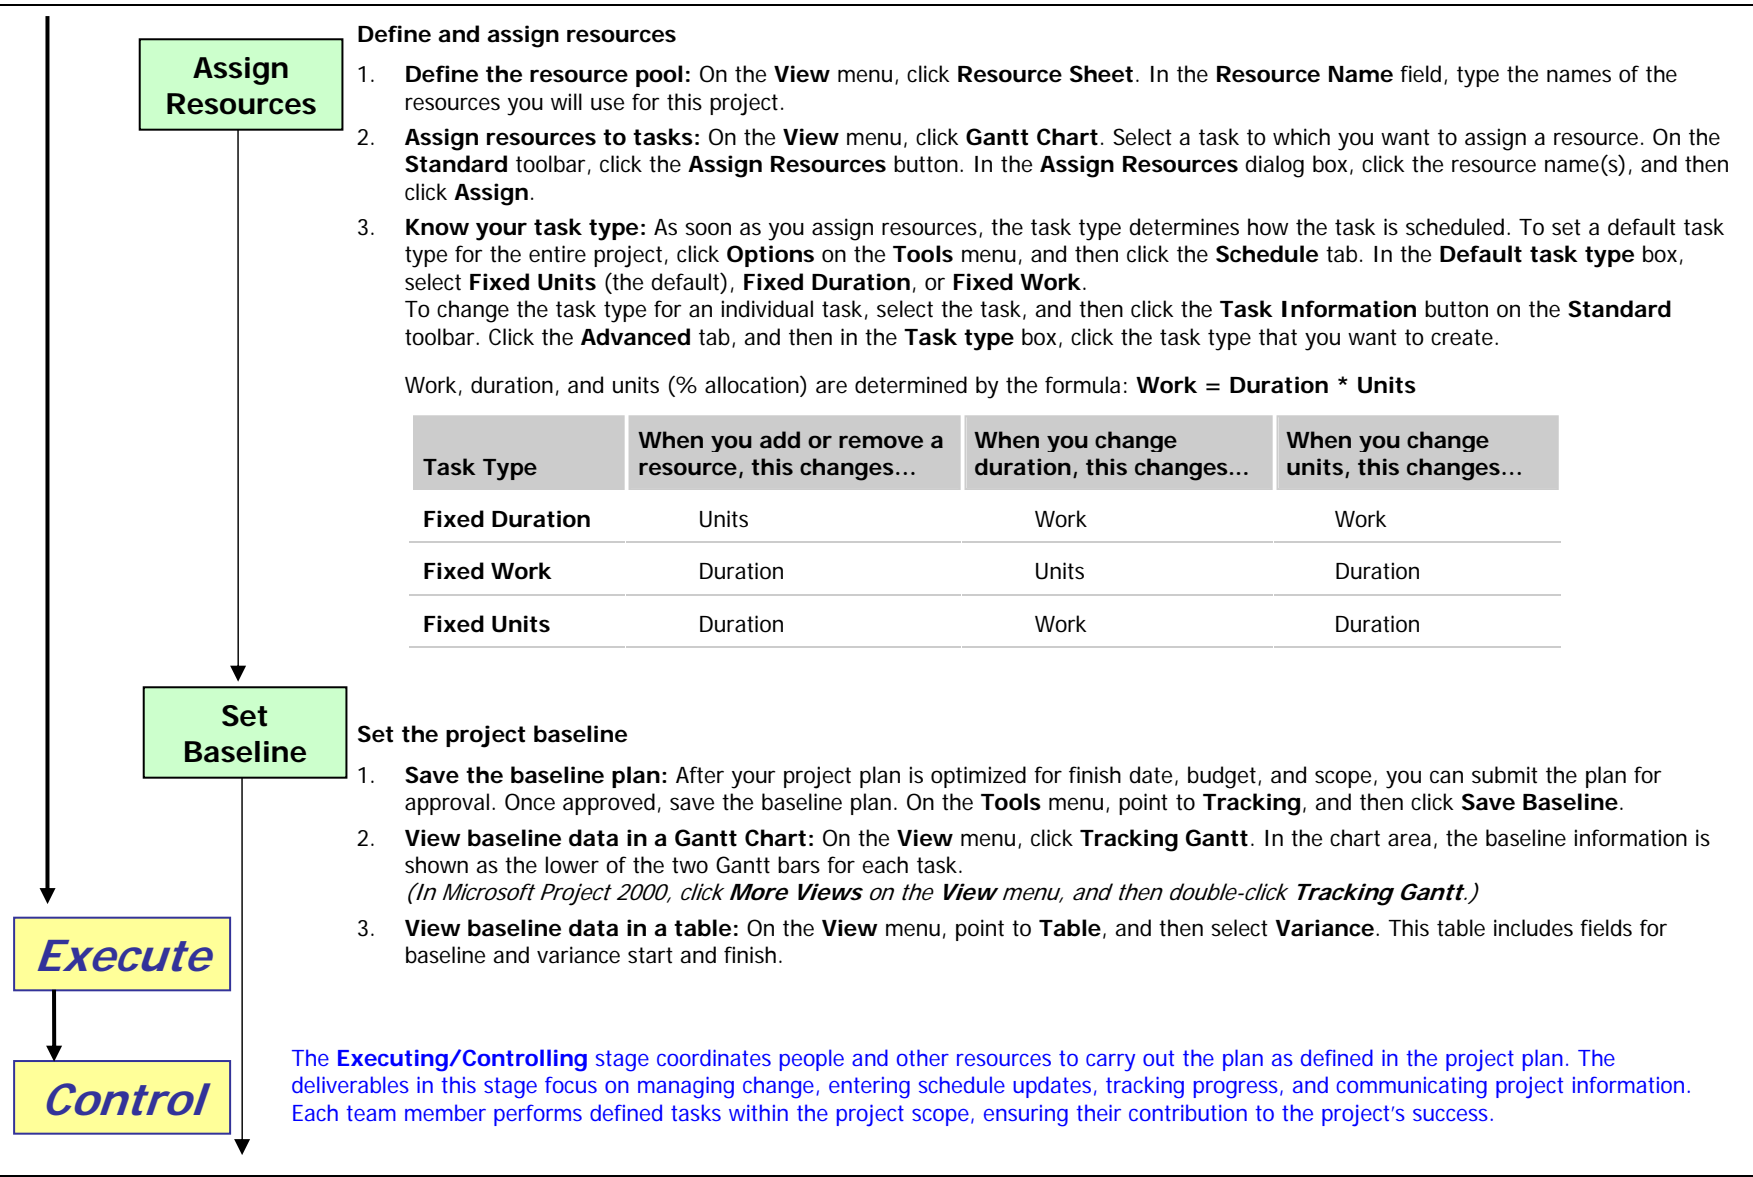 Define and assign resources
Assign
Resources
1. Define the resource pool: On the View menu, click Resource Sheet. In the Resource Name field, type the names of the
resources you will use for this project.
2. Assign resources to tasks: On the View menu, click Gantt Chart. Select a task to which you want to assign a resource. On the
Standard toolbar, click the Assign Resources button. In the Assign Resources dialog box, click the resource name(s), and then
click Assign.
3. Know your task type: As soon as you assign resources, the task type determines how the task is scheduled. To set a default task
type for the entire project, click Options on the Tools menu, and then click the Schedule tab. In the Default task type box,
select Fixed Units (the default), Fixed Duration, or Fixed Work.
To change the task type for an individual task, select the task, and then click the Task Information button on the Standard
toolbar. Click the Advanced tab, and then in the Task type box, click the task type that you want to create.
Work, duration, and units (% allocation) are determined by the formula: Work = Duration * Units
Task Type
When you add or remove a
resource, this changes...
When you change
duration, this changes...
When you change
units, this changes...
Fixed Duration Units Work Work
Fixed Work Duration Units Duration
Fixed Units Duration Work Duration
Set
Baseline
Set the project baseline
1. Save the baseline plan: After your project plan is optimized for finish date, budget, and scope, you can submit the plan for
approval. Once approved, save the baseline plan. On the Tools menu, point to Tracking, and then click Save Baseline.
2. View baseline data in a Gantt Chart: On the View menu, click Tracking Gantt. In the chart area, the baseline information is
shown as the lower of the two Gantt bars for each task.
(In Microsoft Project 2000, click More Views on the View menu, and then double-click Tracking Gantt.)
3. View baseline data in a table: On the View menu, point to Table, and then select Variance. This table includes fields for
baseline and variance start and finish.
Execute
Control
The Executing/Controlling stage coordinates people and other resources to carry out the plan as defined in the project plan. The
deliverables in this stage focus on managing change, entering schedule updates, tracking progress, and communicating project information.
Each team member performs defined tasks within the project scope, ensuring their contribution to the project's success.